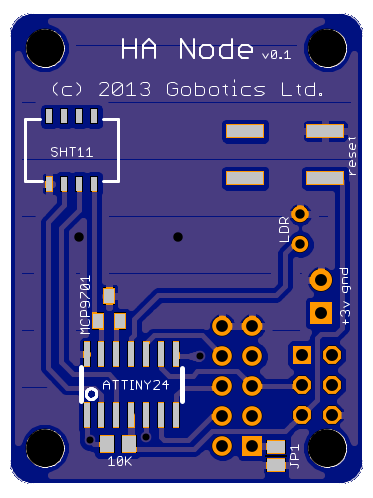 HA Node v0.1
(c) 2013 Gobotics Ltd.
SHT11
reset
LDR
MCP9701
+3v gnd
ATTINY24
10K
JP1